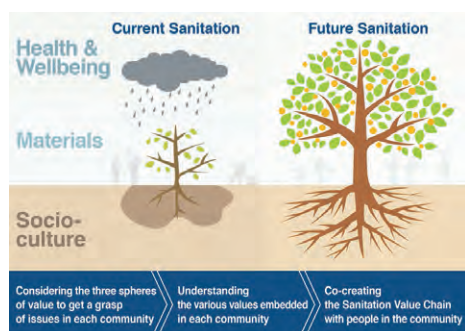 Current Sanitation
Future Sanitation
Health &
Wellbeing
Materials
Socio-
culture
Considering the three spheres
of value to get a grasp
of issues in each community
Understanding
the various values embedded
in each community
Co-creating
the Sanitation Value Chain
with people in the community